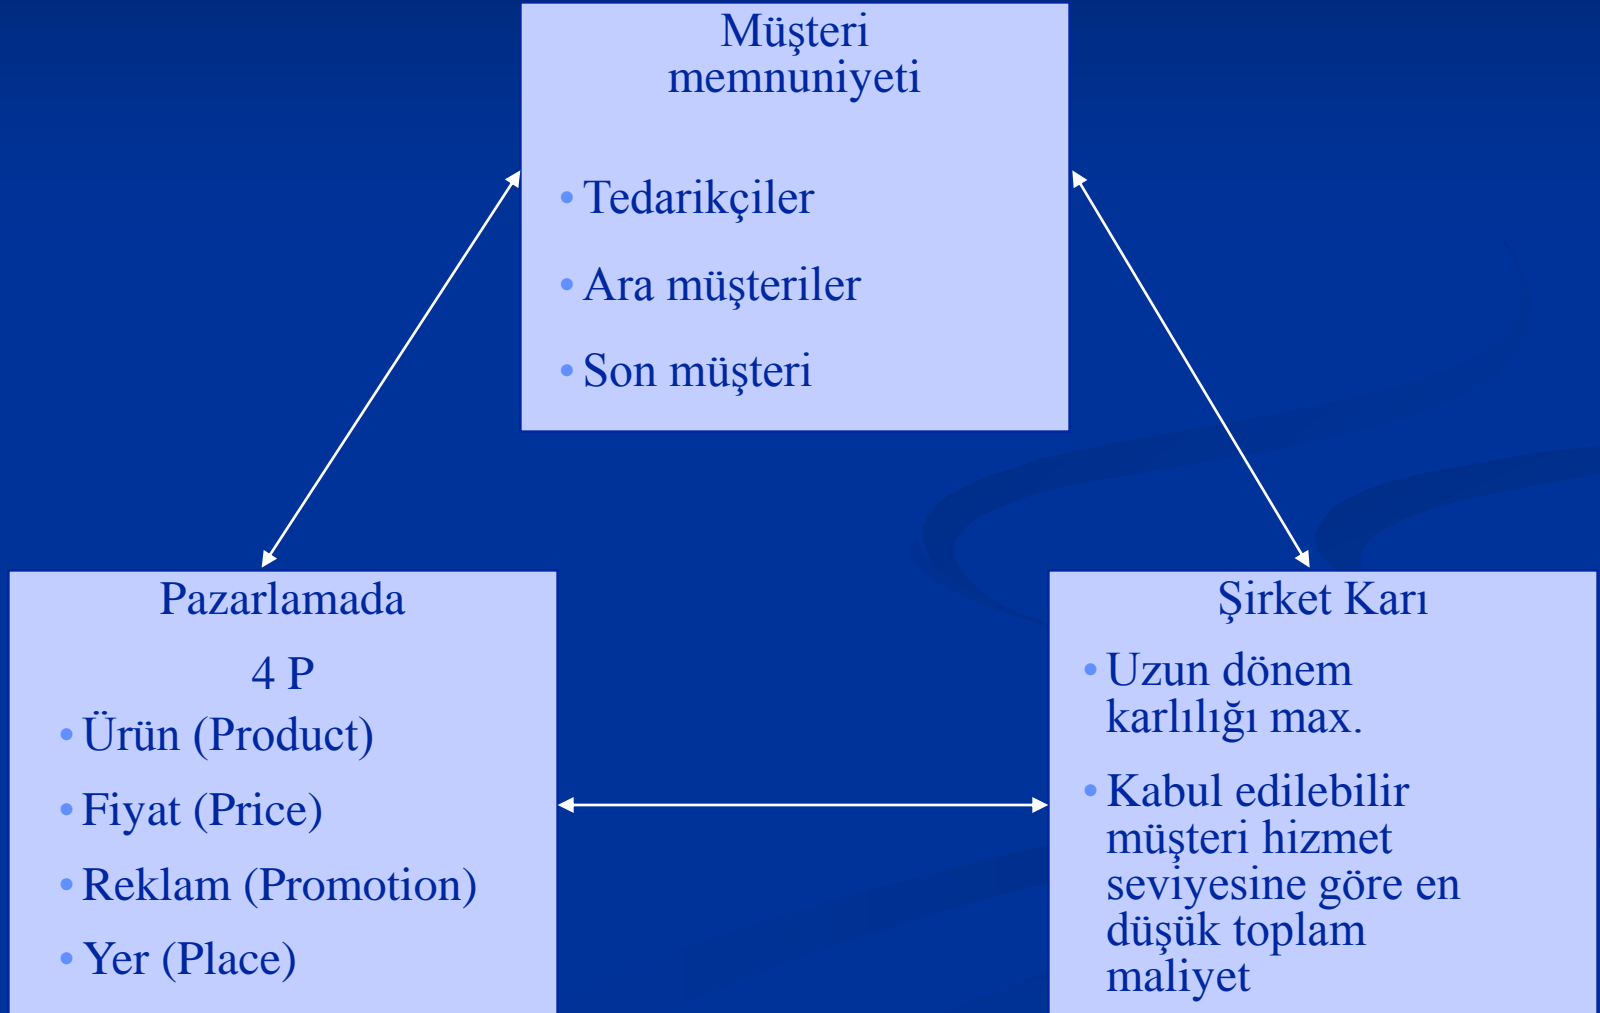 Müşteri
memnuniyeti
• Tedarikçiler
• Ara müşteriler
• Son müşteri
Pazarlamada
4 P
• Ürün (Product)
• Fiyat (Price)
• Reklam (Promotion)
• Yer (Place)
Şirket Karı
• Uzun dönem
karlılığı max.
• Kabul edilebilir
müşteri hizmet
seviyesine göre en
düşük toplam
maliyet